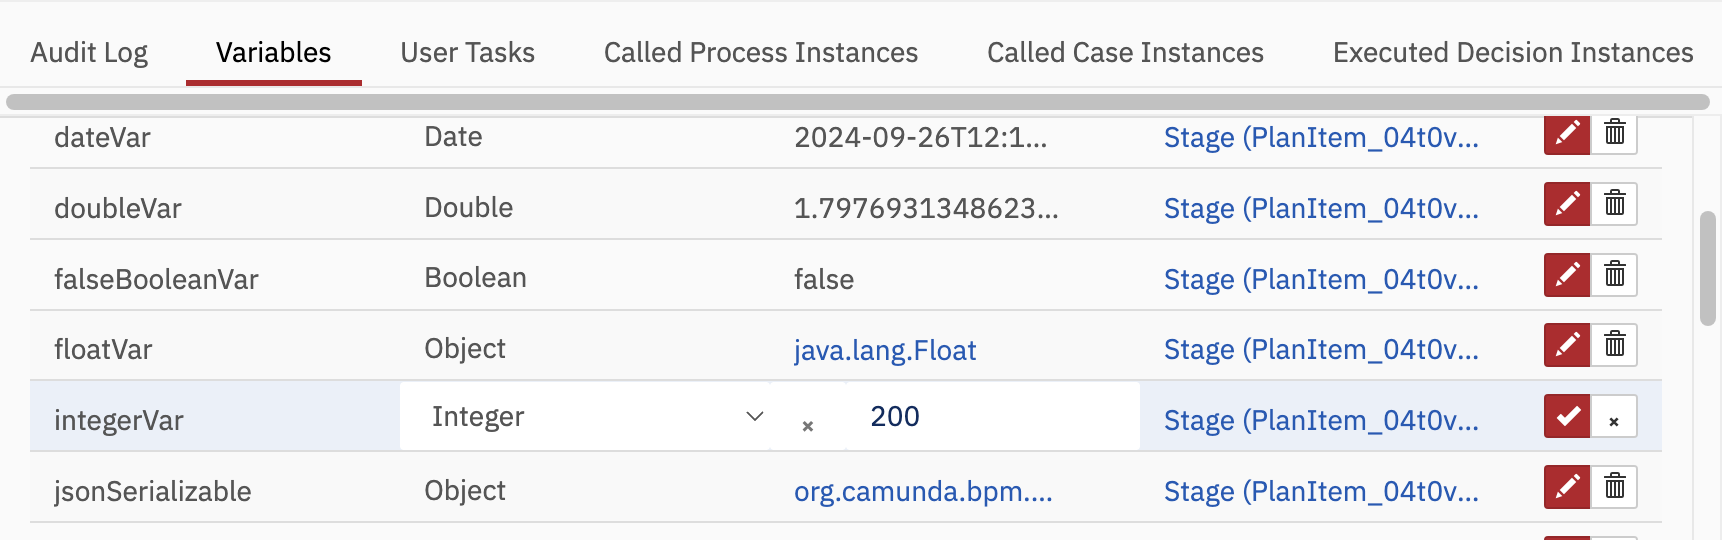 Audit Log Variables User Tasks Called Process Instances Called Case Instances Executed Decision Instances
dateVar Date 2024-09-26T12:1... Stage (PlanItem_04t0v...
doubleVar Double 1.7976931348623... Stage (PlanItem_04t0v...
falseBooleanVar Boolean false Stage (PlanItem_04t0v...
floatVar Object java.lang.Float Stage (PlanItem_04t0v...
integerVar Integer 200 Stage (PlanItem_04t0v...
jsonSerializable Object org.camunda.bpm.... Stage (PlanItem_04t0v...